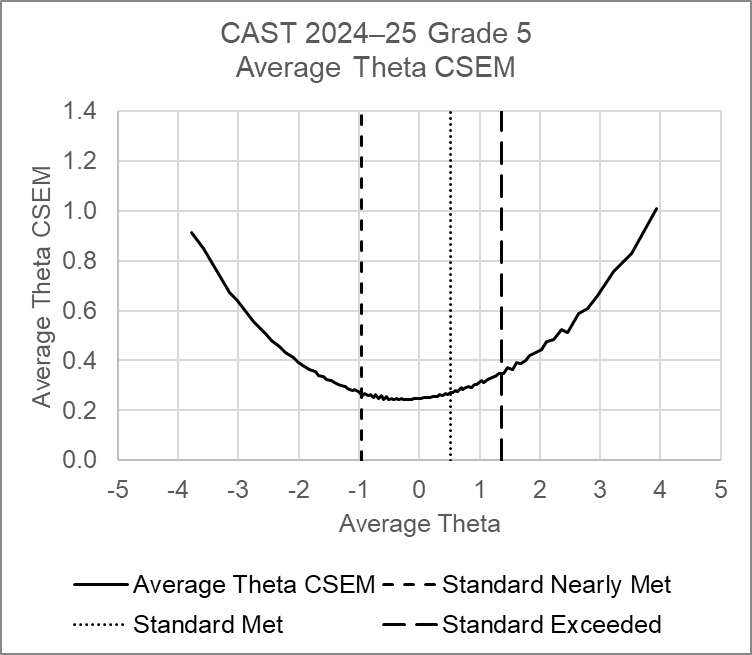 CAST 2024–25 Grade 5
Average Theta CSEM
Average Theta CSEM
1.4
1.2
1.0
0.8
0.6
0.4
0.2
0.0
-5 -4 -3 -2 -1 0 1 2 3 4 5
Average Theta
Average Theta CSEM Standard Nearly Met
Standard Met Standard Exceeded